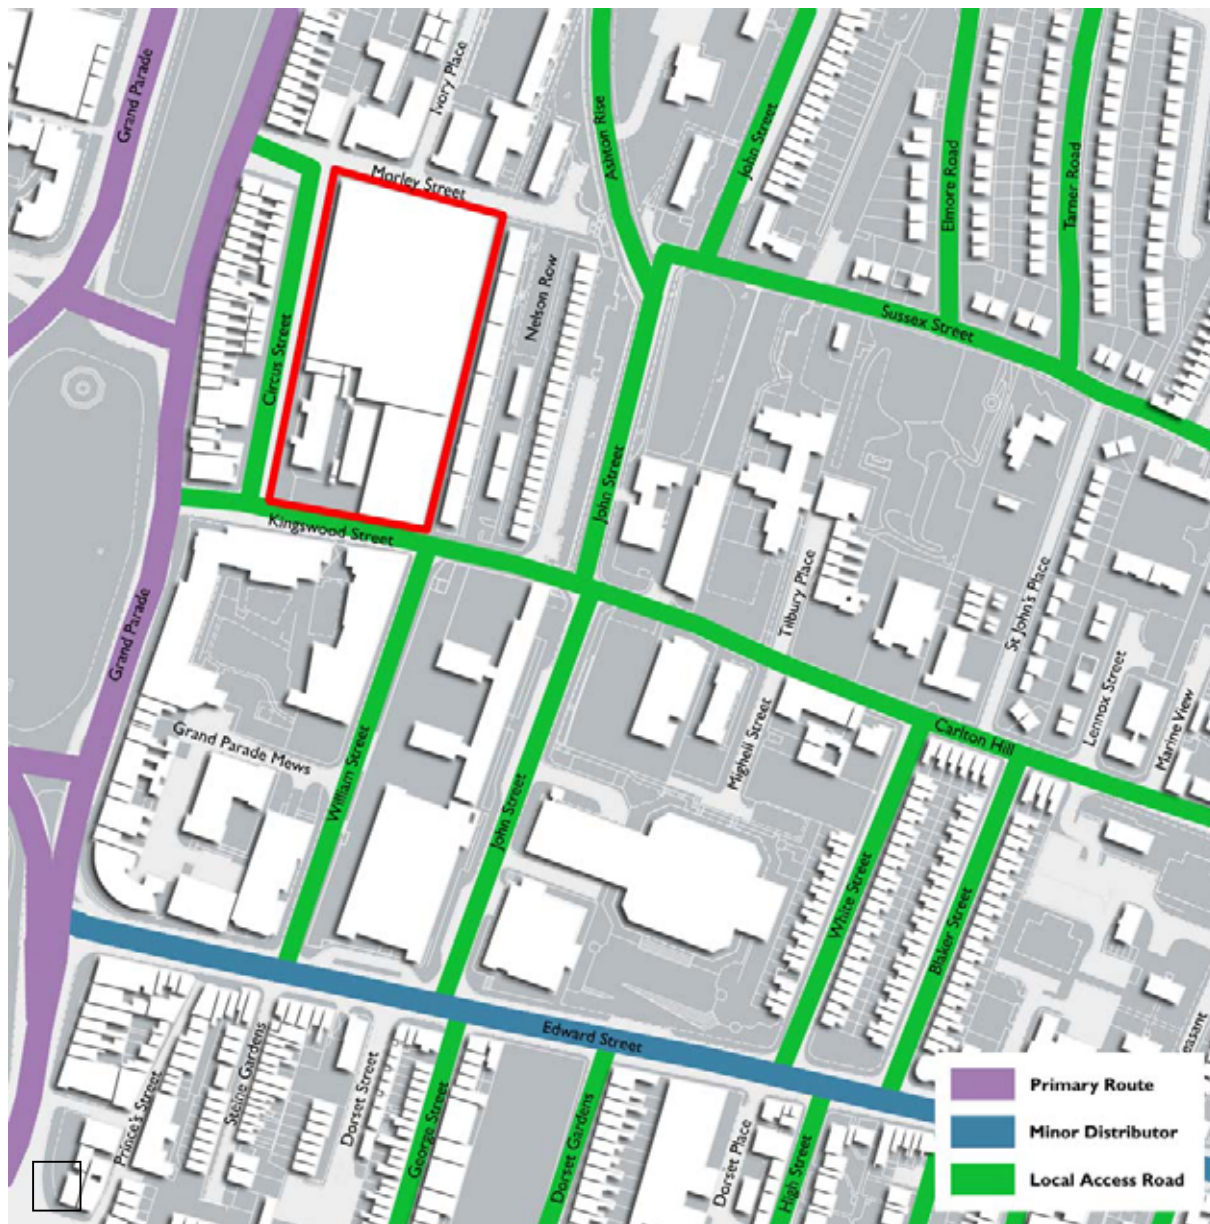 Grand Parade
Ivory Place
Ashton Rise
John Street
Elmore Road
Tarner Road
Morley Street
Nelson Row
Sussex Street
Circus Street
John Street
Kingswood Street
Tilbury Place
St John's Place
Grand Parade
Lennox Street
Marine View
Carlton Hill
Grand Parade Mews
William Street
Mighell Street
John Street
White Street
Blaker Street
Edward Street
easant
Prince's Street
Steine Gardens
Dorset Street
George Street
Dorset Gardens
Dorset Place
High Street
Primary Route
Minor Distributor
Local Access Road